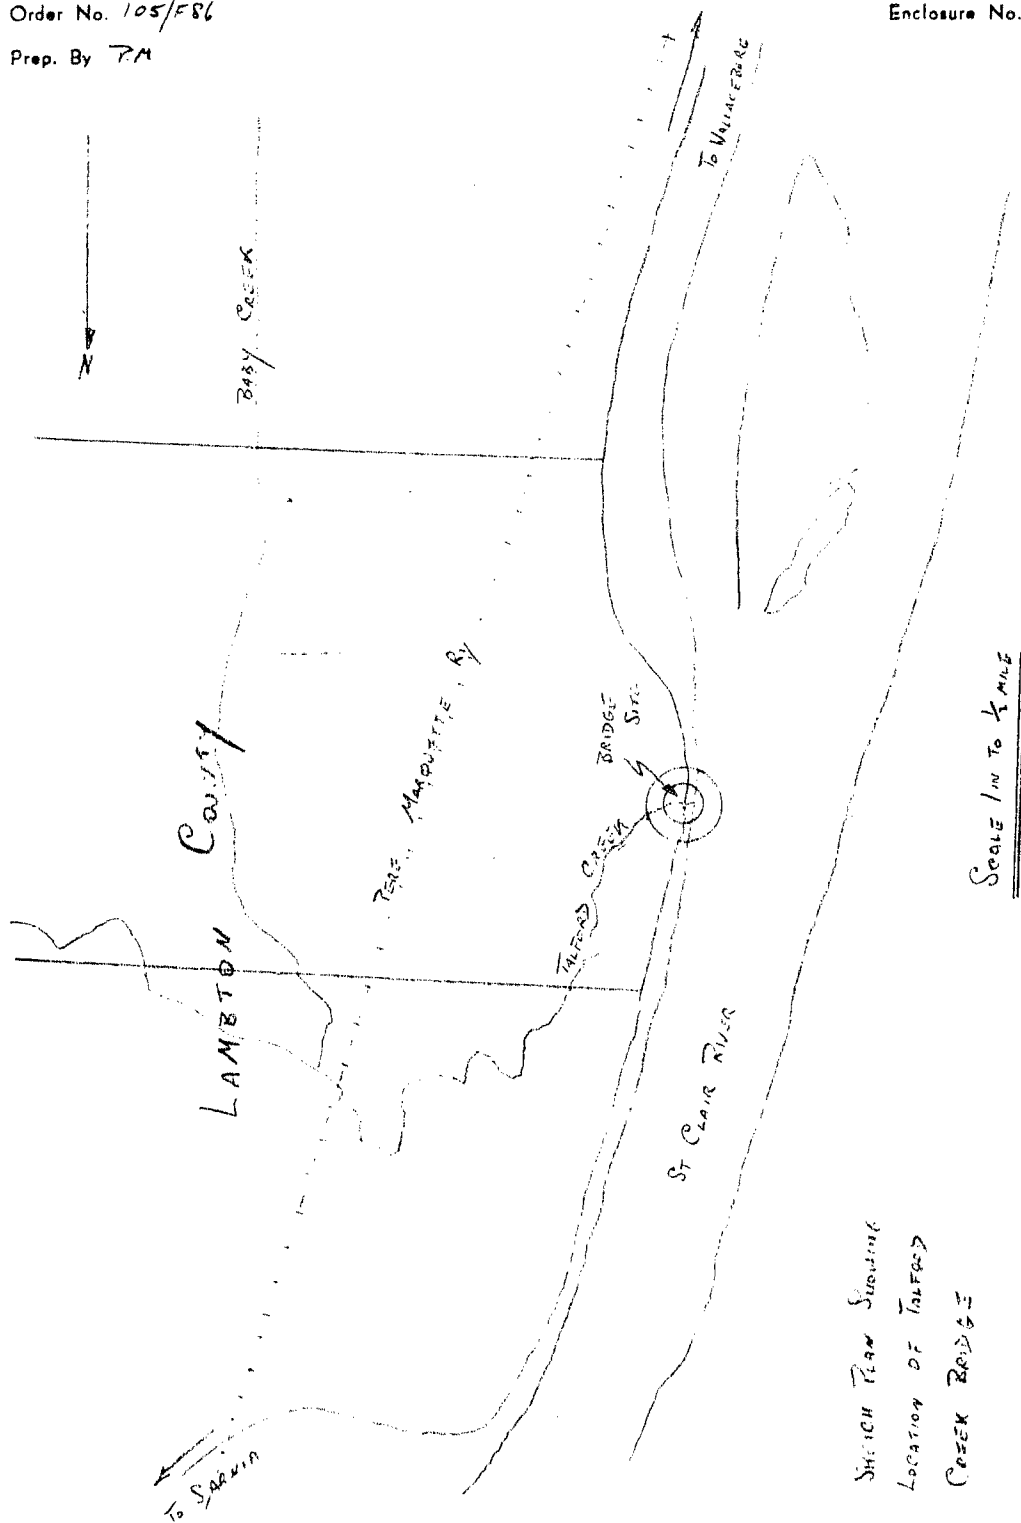 Order No. 105/F86
Enclosure No.
Prep. By P.M
N
BABY CREEK
TO WALLACEBURG
LAMBTON COUNTY
PERE MARQUETTE RY
BRIDGE
SITE
TALFORD CREEK
ST CLAIR RIVER
TO SARNIA
SCALE 1 IN TO ½ MILE
SKETCH PLAN SHOWING
LOCATION OF TALFORD
CREEK BRIDGE